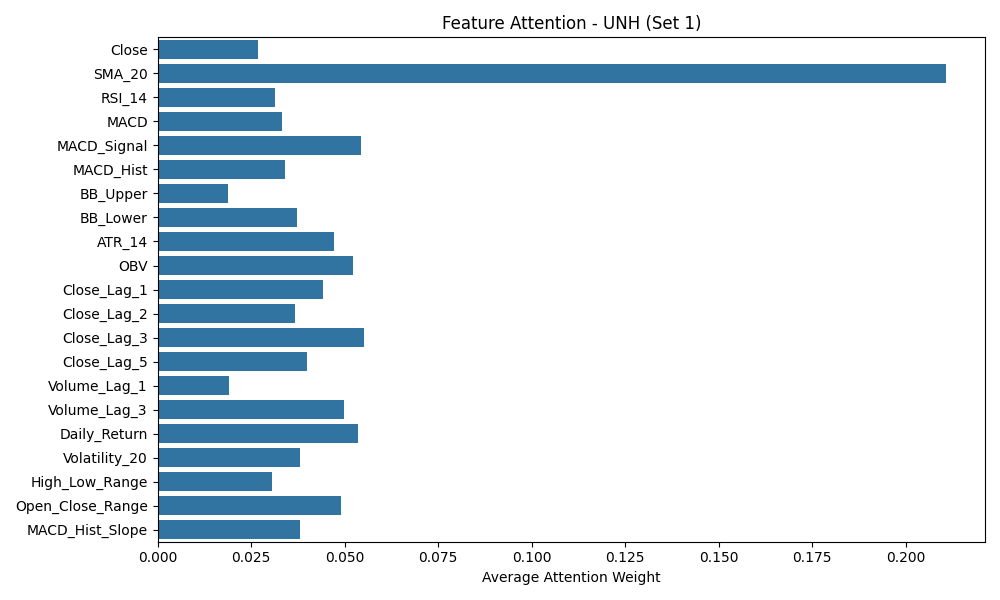 Feature Attention - UNH (Set 1)
Close
SMA_20
RSI_14
MACD
MACD_Signal
MACD_Hist
BB_Upper
BB_Lower
ATR_14
OBV
Close_Lag_1
Close_Lag_2
Close_Lag_3
Close_Lag_5
Volume_Lag_1
Volume_Lag_3
Daily_Return
Volatility_20
High_Low_Range
Open_Close_Range
MACD_Hist_Slope
0.000 0.025 0.050 0.075 0.100 0.125 0.150 0.175 0.200
Average Attention Weight